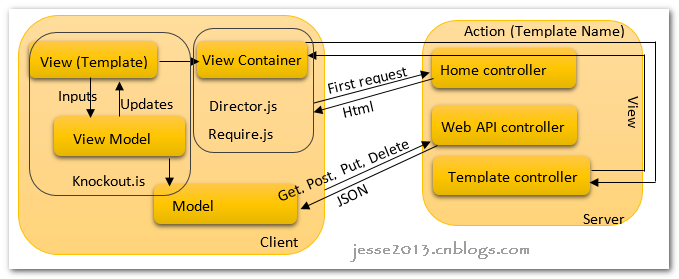 Action (Template Name)
View (Template)
View Container
First request
Home controller
Inputs
Updates
Director.js
Html
View
Require.js
Web API controller
View Model
Get, Post, Put, Delete
Knockout.is
JSON
Template controller
Model
Client
Server
jesse2013.cnblogs.com